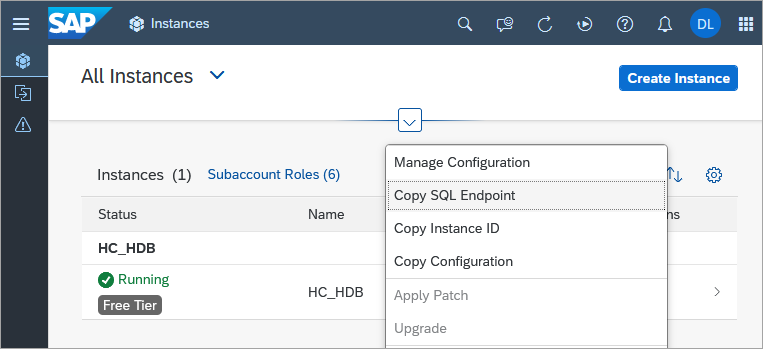 SAP Instances DL
All Instances Create Instance
Manage Configuration
Instances (1) Subaccount Roles (6)
Copy SQL Endpoint
Status Name ns
Copy Instance ID
HC_HDB
Copy Configuration
Running
HC_HDB
Apply Patch
Free Tier
Upgrade